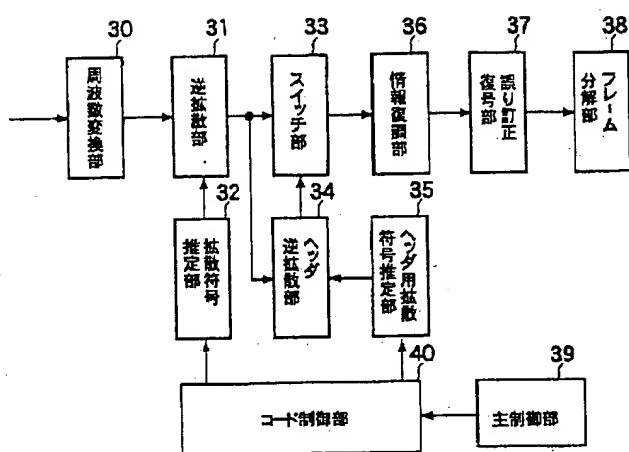 30
31
33
36
37
38
周波数変換部
逆拡散部
スイッチ部
情報復調部
誤り訂正
復号部
フレーム
分解部
32
34
35
拡散符号
推定部
ヘッダ
逆拡散部
ヘッダ用拡散
符号推定部
40
39
コード制御部
主制御部